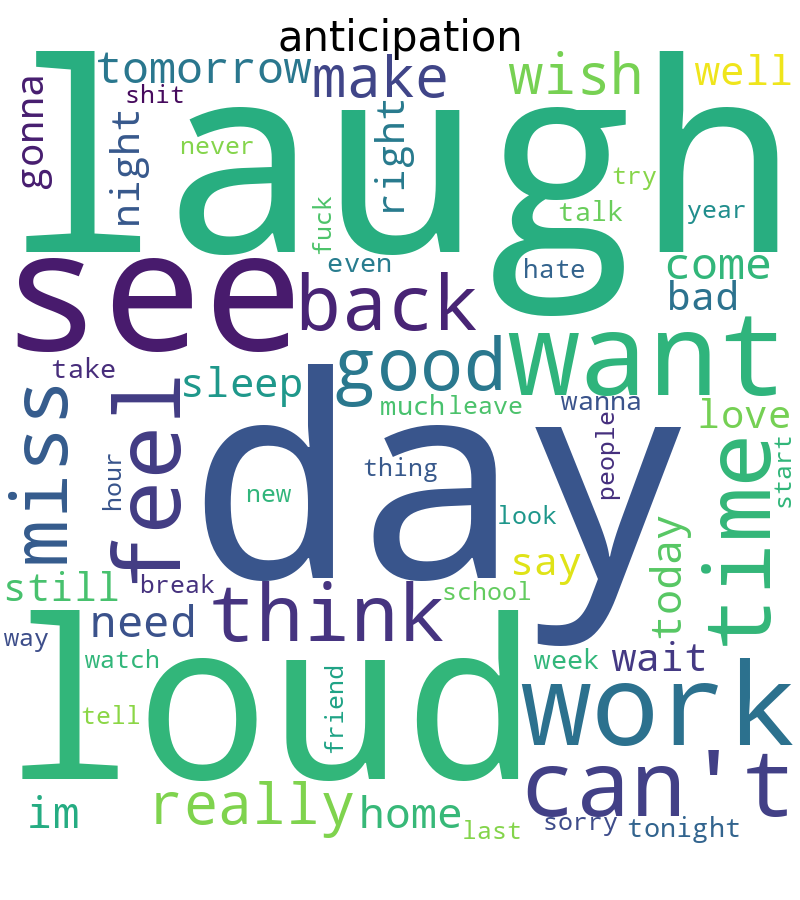 anticipation
tomorrow
make
wish
well
laugh
gonna
shit
night
never
right
fuck
even
try
talk
year
hate
come
bad
see
back
want
good
take
sleep
much
leave
wanna
love
miss
feel
day
people
time
start
hour
new
thing
look
say
today
still
break
think
school
need
way
watch
week
wait
loud
work
tell
friend
can't
im
really
home
last
sorry
tonight